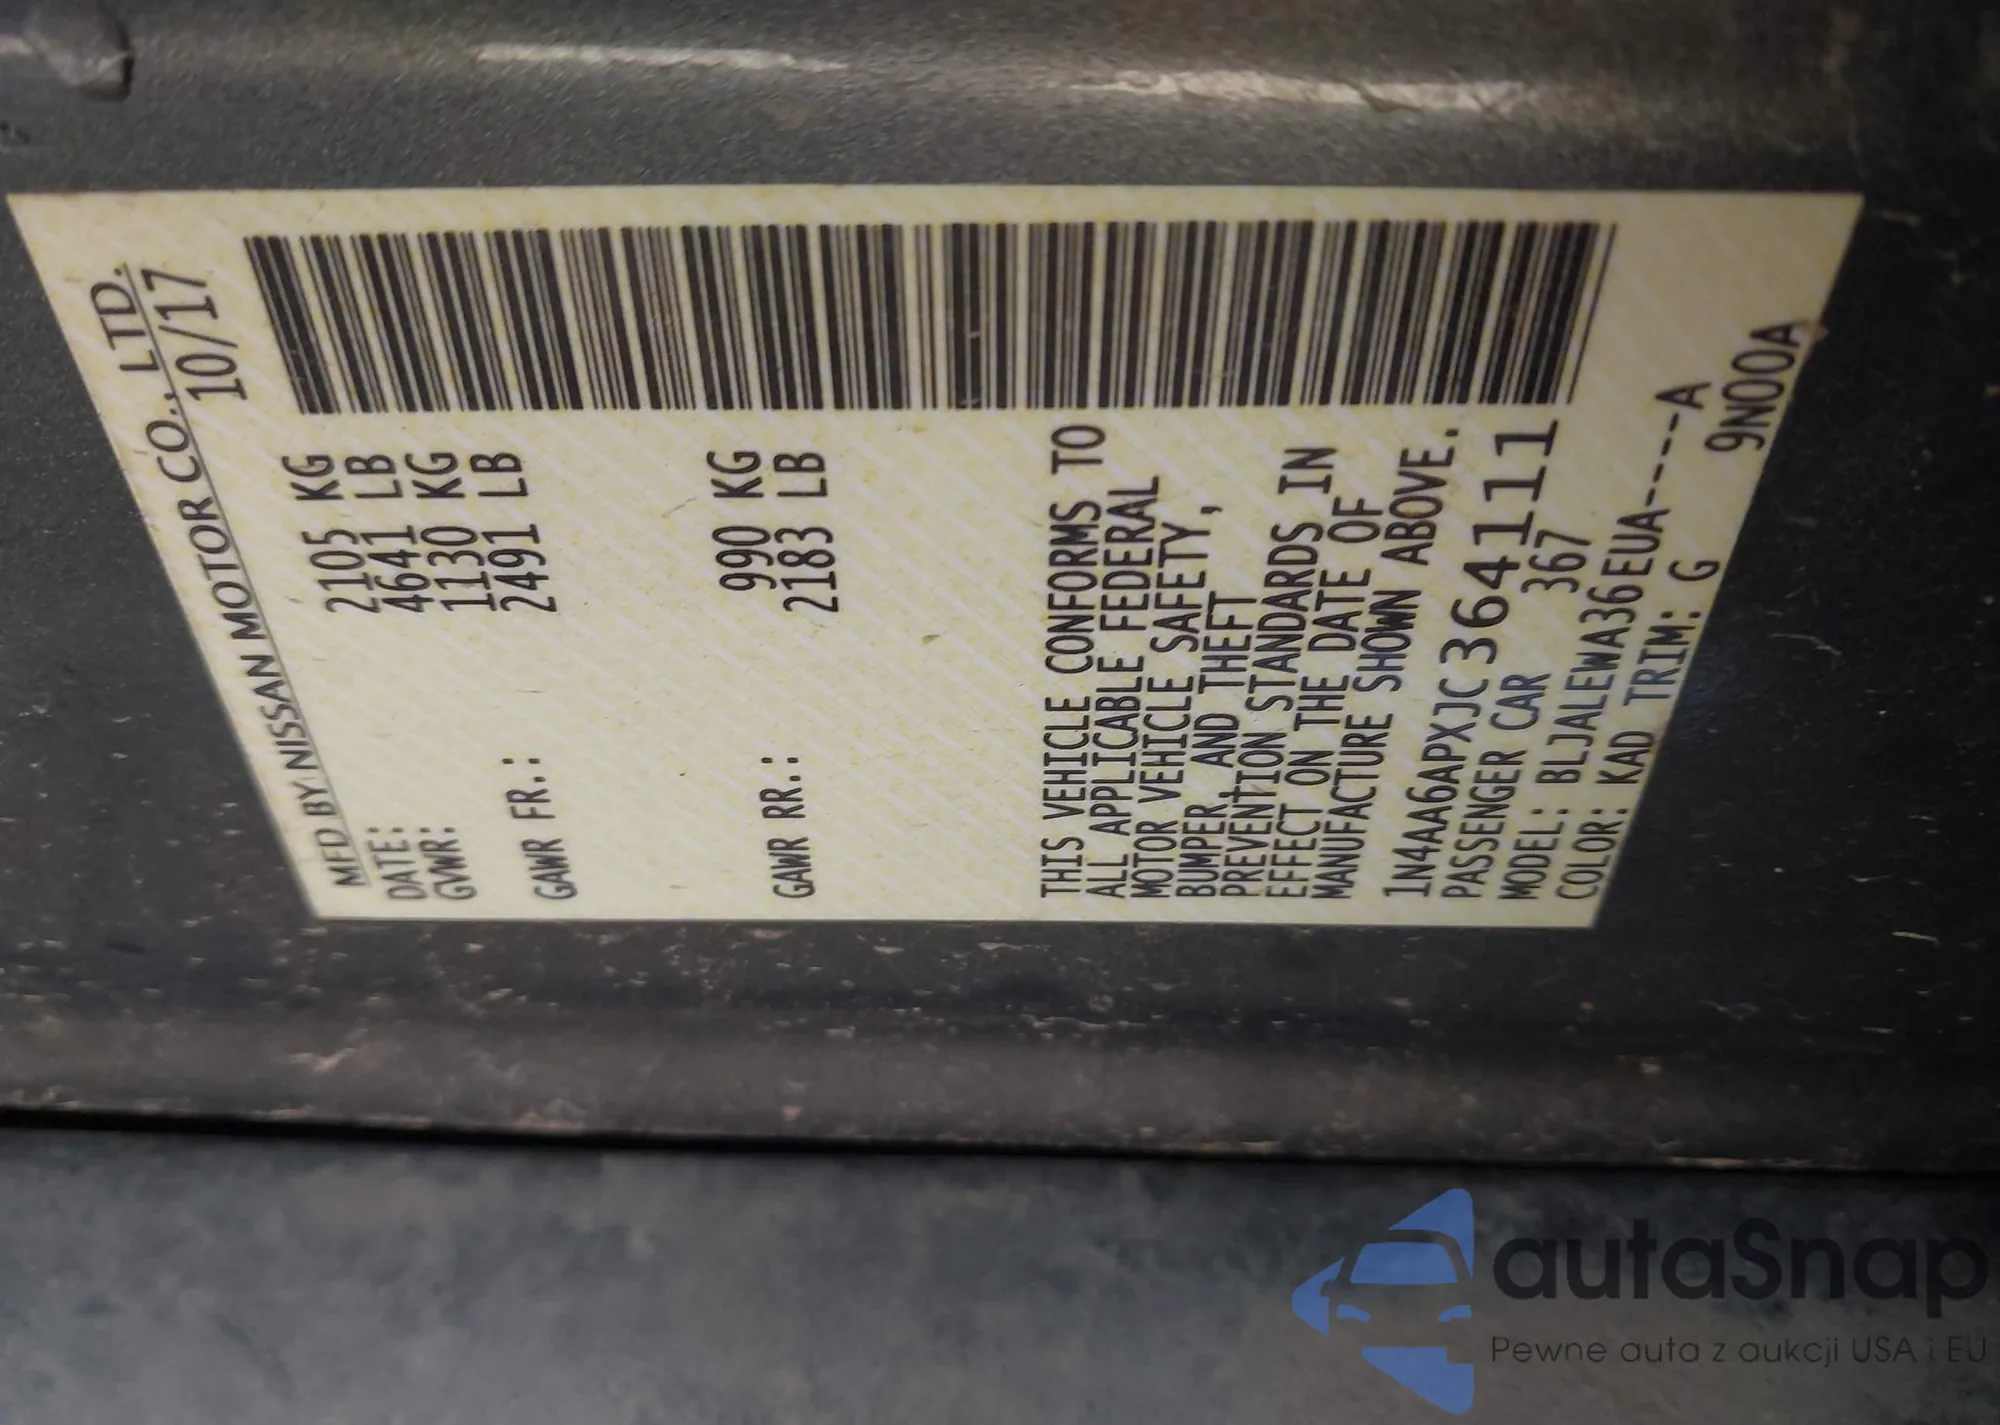 MFD BY NISSAN MOTOR CO., LTD.
DATE: 10/17
GVWR: 2105 KG
4641 LB
GAWR FR.: 1130 KG
2491 LB
GAWR RR.: 990 KG
2183 LB
THIS VEHICLE CONFORMS TO
ALL APPLICABLE FEDERAL
MOTOR VEHICLE SAFETY,
BUMPER, AND THEFT
PREVENTION STANDARDS IN
EFFECT ON THE DATE OF
MANUFACTURE SHOWN ABOVE.
1N4AA6APXJC364111
PASSENGER CAR 367
MODEL: BLJALEWA36EUA-----A
COLOR: KAD TRIM: G 9N00A
autaSnap
Pewne auta z aukcji USA i EU